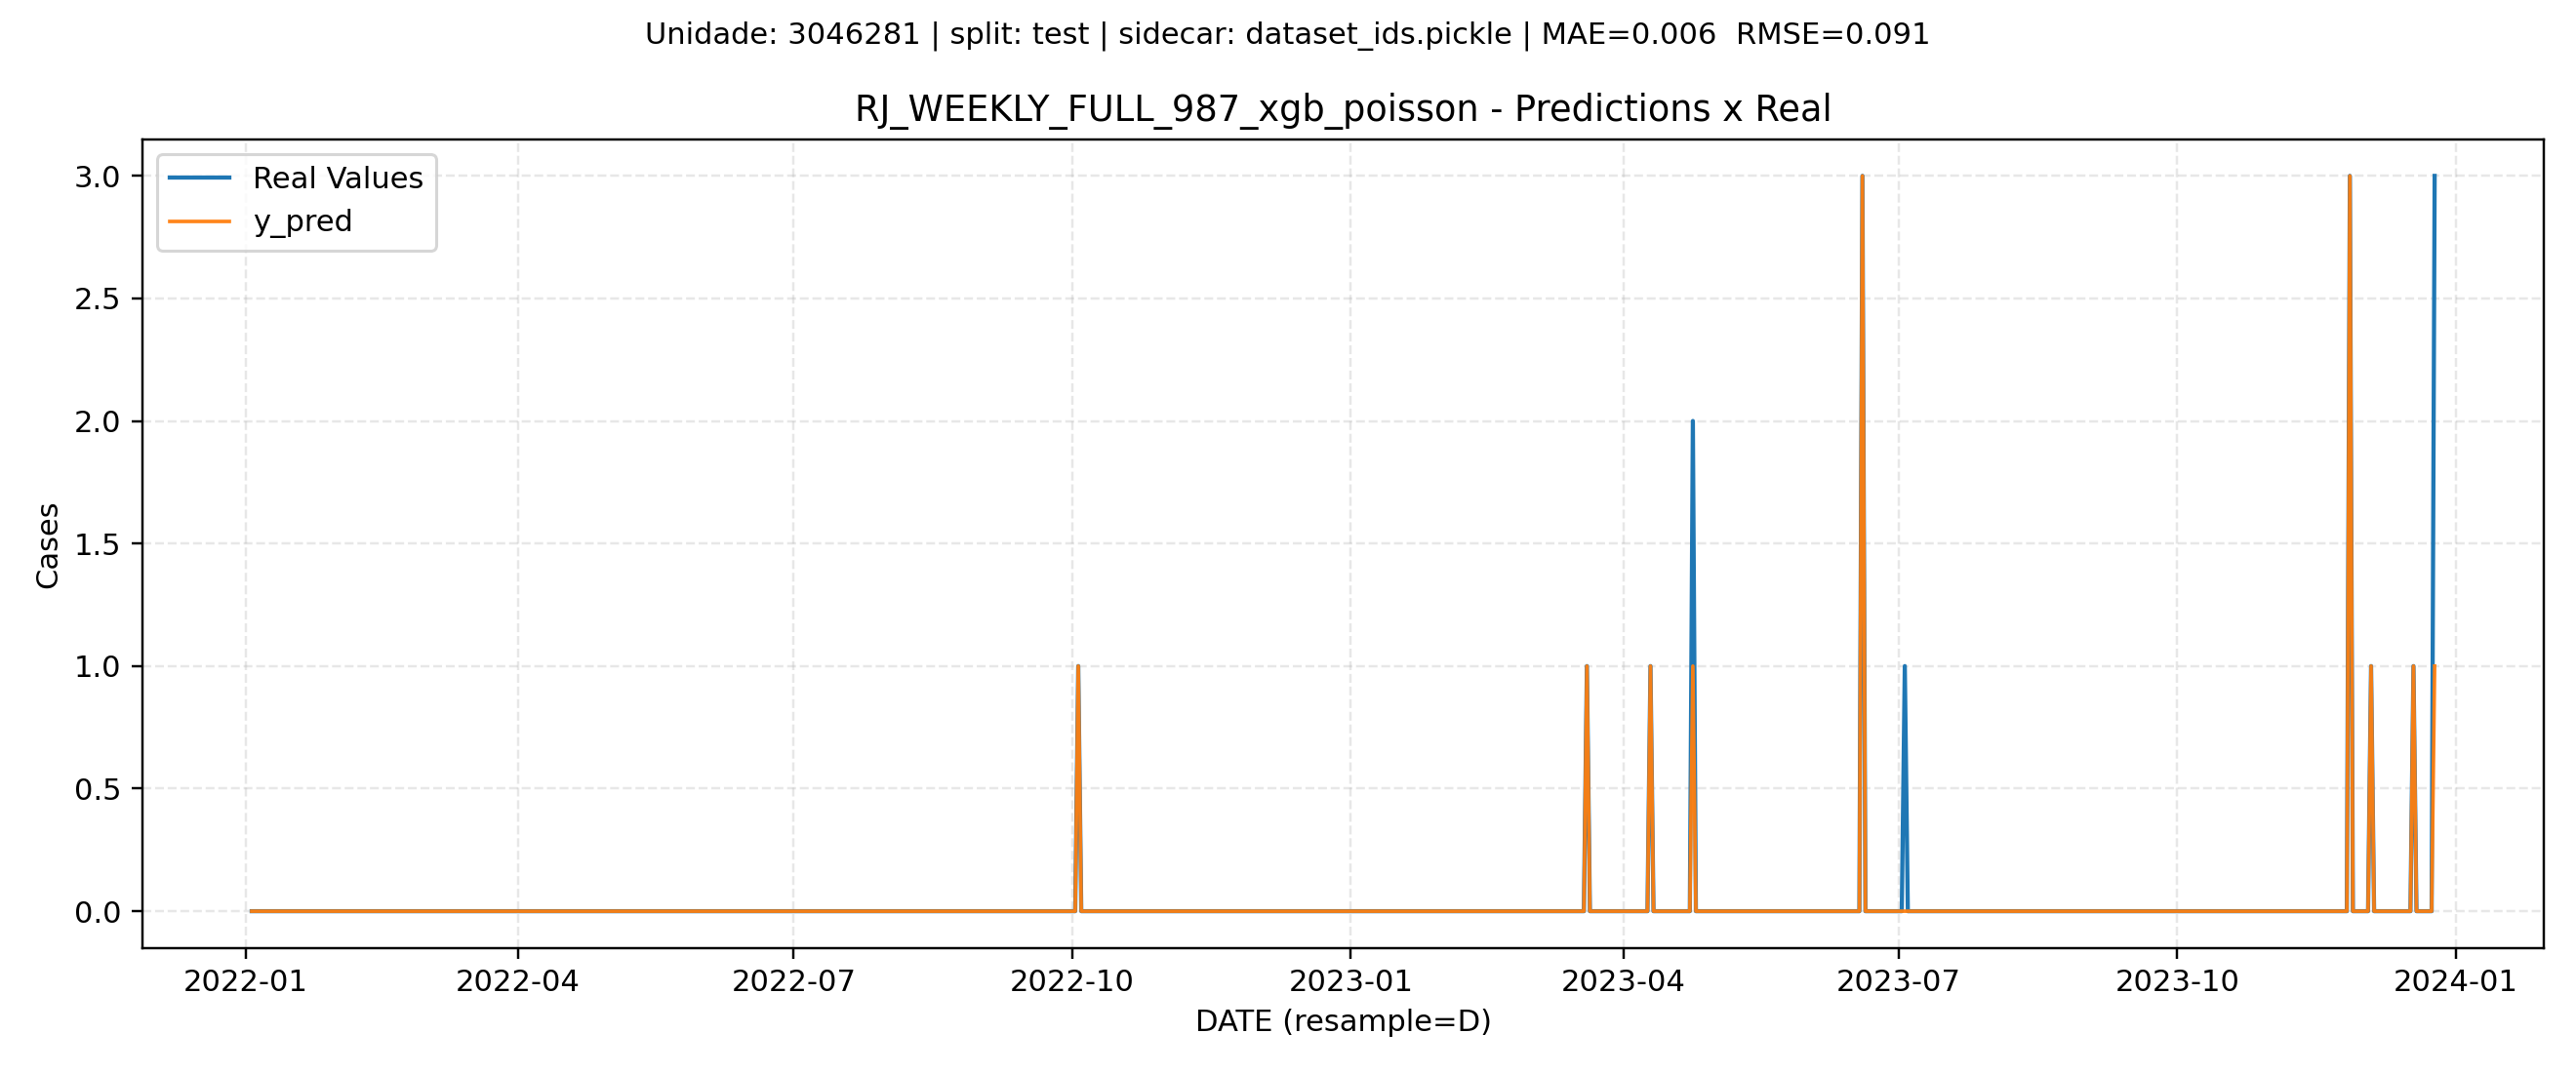 Unidade: 3046281 | split: test | sidecar: dataset_ids.pickle | MAE=0.006  RMSE=0.091
RJ_WEEKLY_FULL_987_xgb_poisson - Predictions x Real
Real Values
y_pred
Cases
3.0
2.5
2.0
1.5
1.0
0.5
0.0
2022-01 2022-04 2022-07 2022-10 2023-01 2023-04 2023-07 2023-10 2024-01
DATE (resample=D)